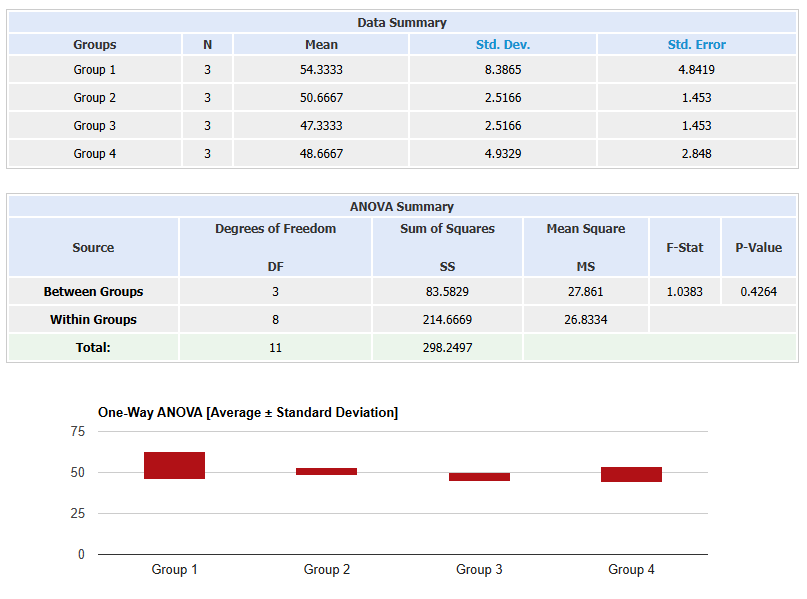 Data Summary
Groups N Mean Std. Dev. Std. Error
Group 1 3 54.3333 8.3865 4.8419
Group 2 3 50.6667 2.5166 1.453
Group 3 3 47.3333 2.5166 1.453
Group 4 3 48.6667 4.9329 2.848
ANOVA Summary
Source Degrees of Freedom DF Sum of Squares SS Mean Square MS F-Stat P-Value
Between Groups 3 83.5829 27.861 1.0383 0.4264
Within Groups 8 214.6669 26.8334
Total: 11 298.2497
One-Way ANOVA [Average ± Standard Deviation]
75
50
25
0
Group 1 Group 2 Group 3 Group 4